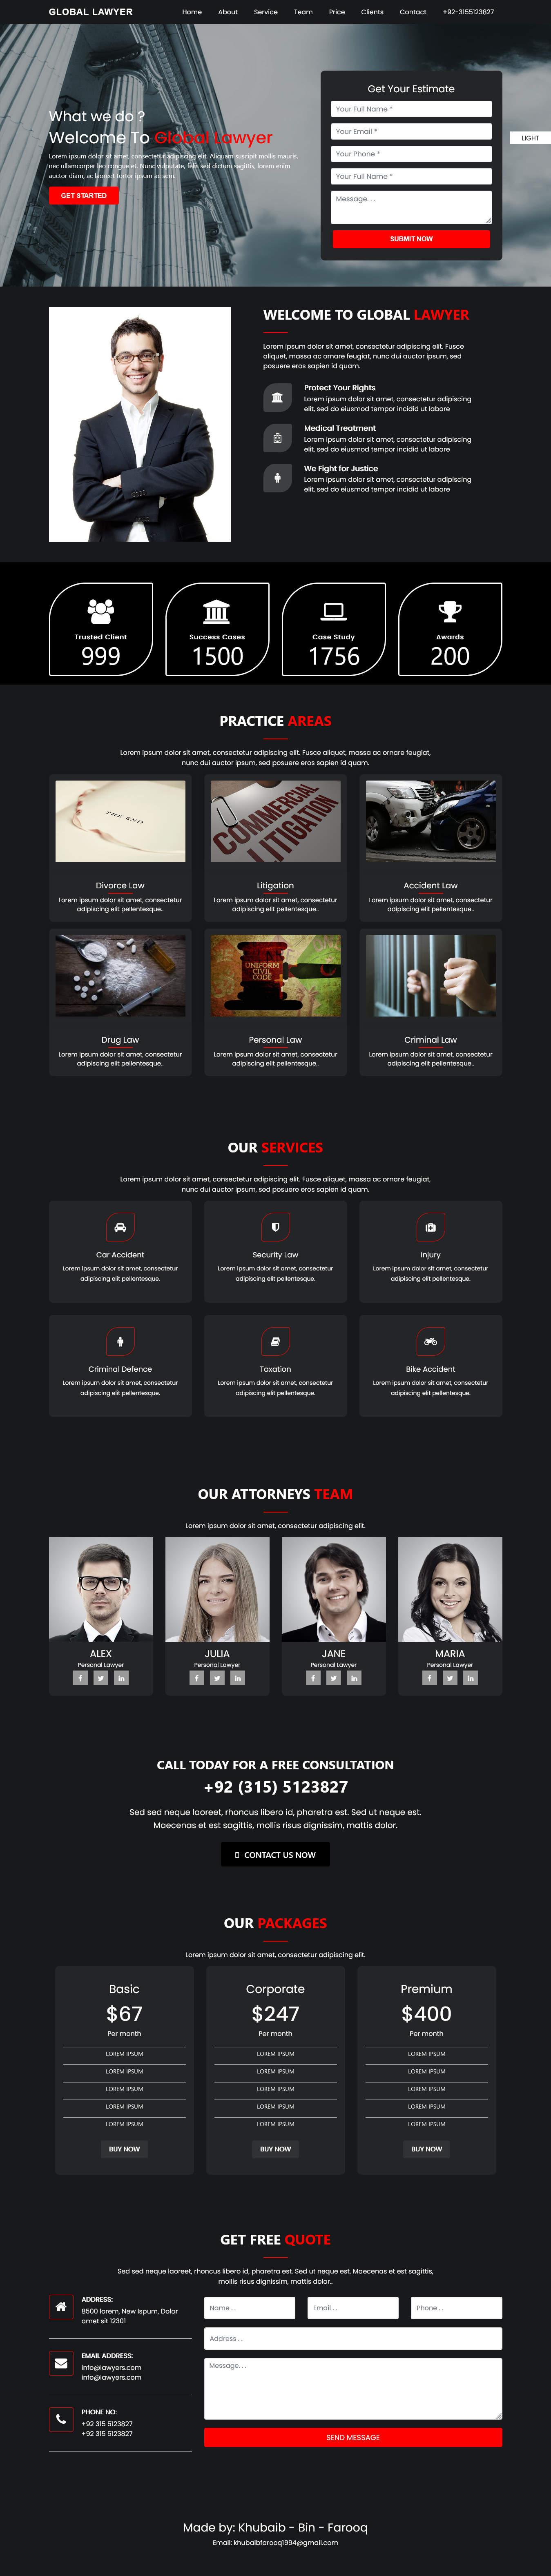 GLOBAL LAWYER
Home About Service Team Price Clients Contact +92-3155123827
What we do ?
Welcome To Global Lawyer
Lorem ipsum dolor sit amet, consectetur adipiscing elit. Aliquam suscipit mollis mauris,
nec ullamcorper leo congue et. Nunc vulputate, felis sed dictum sagittis, lorem enim
auctor diam, ac laoreet tortor ipsum ac sem.
GET STARTED
Get Your Estimate
Your Full Name *
Your Email *
Your Phone *
Your Full Name *
Message. . .
SUBMIT NOW
LIGHT
WELCOME TO GLOBAL LAWYER
Lorem ipsum dolor sit amet, consectetur adipiscing elit. Fusce
aliquet, massa ac ornare feugiat, nunc dui auctor ipsum, sed
posuere eros sapien id quam.
Protect Your Rights
Lorem ipsum dolor sit amet, consectetur adipiscing
elit, sed do eiusmod tempor incidid ut labore
Medical Treatment
Lorem ipsum dolor sit amet, consectetur adipiscing
elit, sed do eiusmod tempor incidid ut labore
We Fight for Justice
Lorem ipsum dolor sit amet, consectetur adipiscing
elit, sed do eiusmod tempor incidid ut labore
Trusted Client
999
Success Cases
1500
Case Study
1756
Awards
200
PRACTICE AREAS
Lorem ipsum dolor sit amet, consectetur adipiscing elit. Fusce aliquet, massa ac ornare feugiat,
nunc dui auctor ipsum, sed posuere eros sapien id quam.
THE END
Divorce Law
Lorem ipsum dolor sit amet, consectetur
adipiscing elit pellentesque..
COMMERCIAL
LITIGATION
Litigation
Lorem ipsum dolor sit amet, consectetur
adipiscing elit pellentesque..
Accident Law
Lorem ipsum dolor sit amet, consectetur
adipiscing elit pellentesque..
Drug Law
Lorem ipsum dolor sit amet, consectetur
adipiscing elit pellentesque..
UNIFORM
CIVIL
CODE
Personal Law
Lorem ipsum dolor sit amet, consectetur
adipiscing elit pellentesque..
Criminal Law
Lorem ipsum dolor sit amet, consectetur
adipiscing elit pellentesque..
OUR SERVICES
Lorem ipsum dolor sit amet, consectetur adipiscing elit. Fusce aliquet, massa ac ornare feugiat,
nunc dui auctor ipsum, sed posuere eros sapien id quam.
Car Accident
Lorem ipsum dolor sit amet, consectetur
adipiscing elit pellentesque.
Security Law
Lorem ipsum dolor sit amet, consectetur
adipiscing elit pellentesque.
Injury
Lorem ipsum dolor sit amet, consectetur
adipiscing elit pellentesque.
Criminal Defence
Lorem ipsum dolor sit amet, consectetur
adipiscing elit pellentesque.
Taxation
Lorem ipsum dolor sit amet, consectetur
adipiscing elit pellentesque.
Bike Accident
Lorem ipsum dolor sit amet, consectetur
adipiscing elit pellentesque.
OUR ATTORNEYS TEAM
Lorem ipsum dolor sit amet, consectetur adipiscing elit.
ALEX
Personal Lawyer
JULIA
Personal Lawyer
JANE
Personal Lawyer
MARIA
Personal Lawyer
CALL TODAY FOR A FREE CONSULTATION
+92 (315) 5123827
Sed sed neque laoreet, rhoncus libero id, pharetra est. Sed ut neque est.
Maecenas et est sagittis, mollis risus dignissim, mattis dolor.
CONTACT US NOW
OUR PACKAGES
Lorem ipsum dolor sit amet, consectetur adipiscing elit.
Basic
$67
Per month
LOREM IPSUM
LOREM IPSUM
LOREM IPSUM
LOREM IPSUM
LOREM IPSUM
BUY NOW
Corporate
$247
Per month
LOREM IPSUM
LOREM IPSUM
LOREM IPSUM
LOREM IPSUM
LOREM IPSUM
BUY NOW
Premium
$400
Per month
LOREM IPSUM
LOREM IPSUM
LOREM IPSUM
LOREM IPSUM
LOREM IPSUM
BUY NOW
GET FREE QUOTE
Sed sed neque laoreet, rhoncus libero id, pharetra est. Sed ut neque est. Maecenas et est sagittis,
mollis risus dignissim, mattis dolor..
ADDRESS:
8500 lorem, New Ispum, Dolor
amet sit 12301
EMAIL ADDRESS:
info@lawyers.com
info@lawyers.com
PHONE NO:
+92 315 5123827
+92 315 5123827
Name . .
Email . .
Phone . .
Address . .
Message. . .
SEND MESSAGE
Made by: Khubaib - Bin - Farooq
Email: khubaibfarooq1994@gmail.com